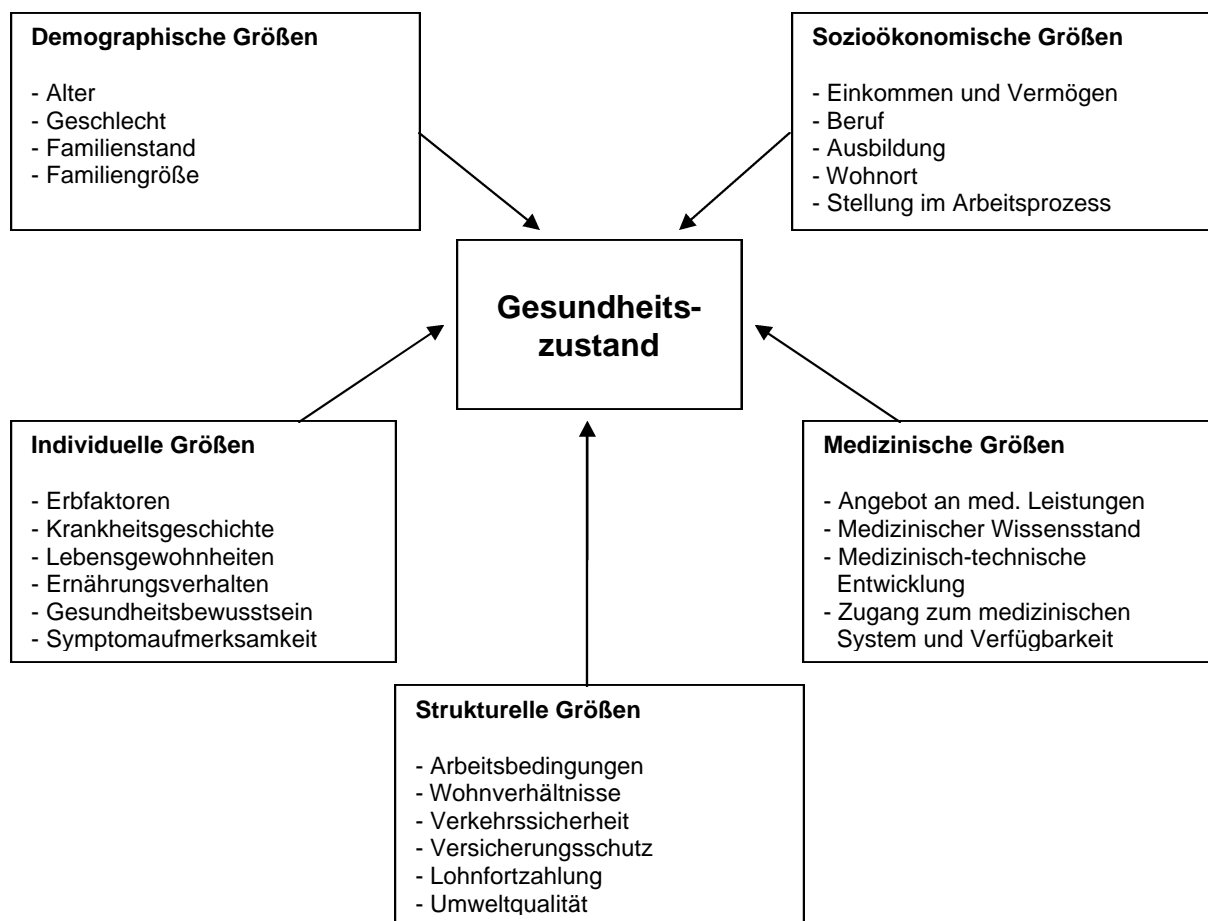 Demographische Größen
- Alter
- Geschlecht
- Familienstand
- Familiengröße
Sozioökonomische Größen
- Einkommen und Vermögen
- Beruf
- Ausbildung
- Wohnort
- Stellung im Arbeitsprozess
Gesundheits-
zustand
Individuelle Größen
- Erbfaktoren
- Krankheitsgeschichte
- Lebensgewohnheiten
- Ernährungsverhalten
- Gesundheitsbewusstsein
- Symptomaufmerksamkeit
Medizinische Größen
- Angebot an med. Leistungen
- Medizinischer Wissensstand
- Medizinisch-technische
Entwicklung
- Zugang zum medizinischen
System und Verfügbarkeit
Strukturelle Größen
- Arbeitsbedingungen
- Wohnverhältnisse
- Verkehrssicherheit
- Versicherungsschutz
- Lohnfortzahlung
- Umweltqualität